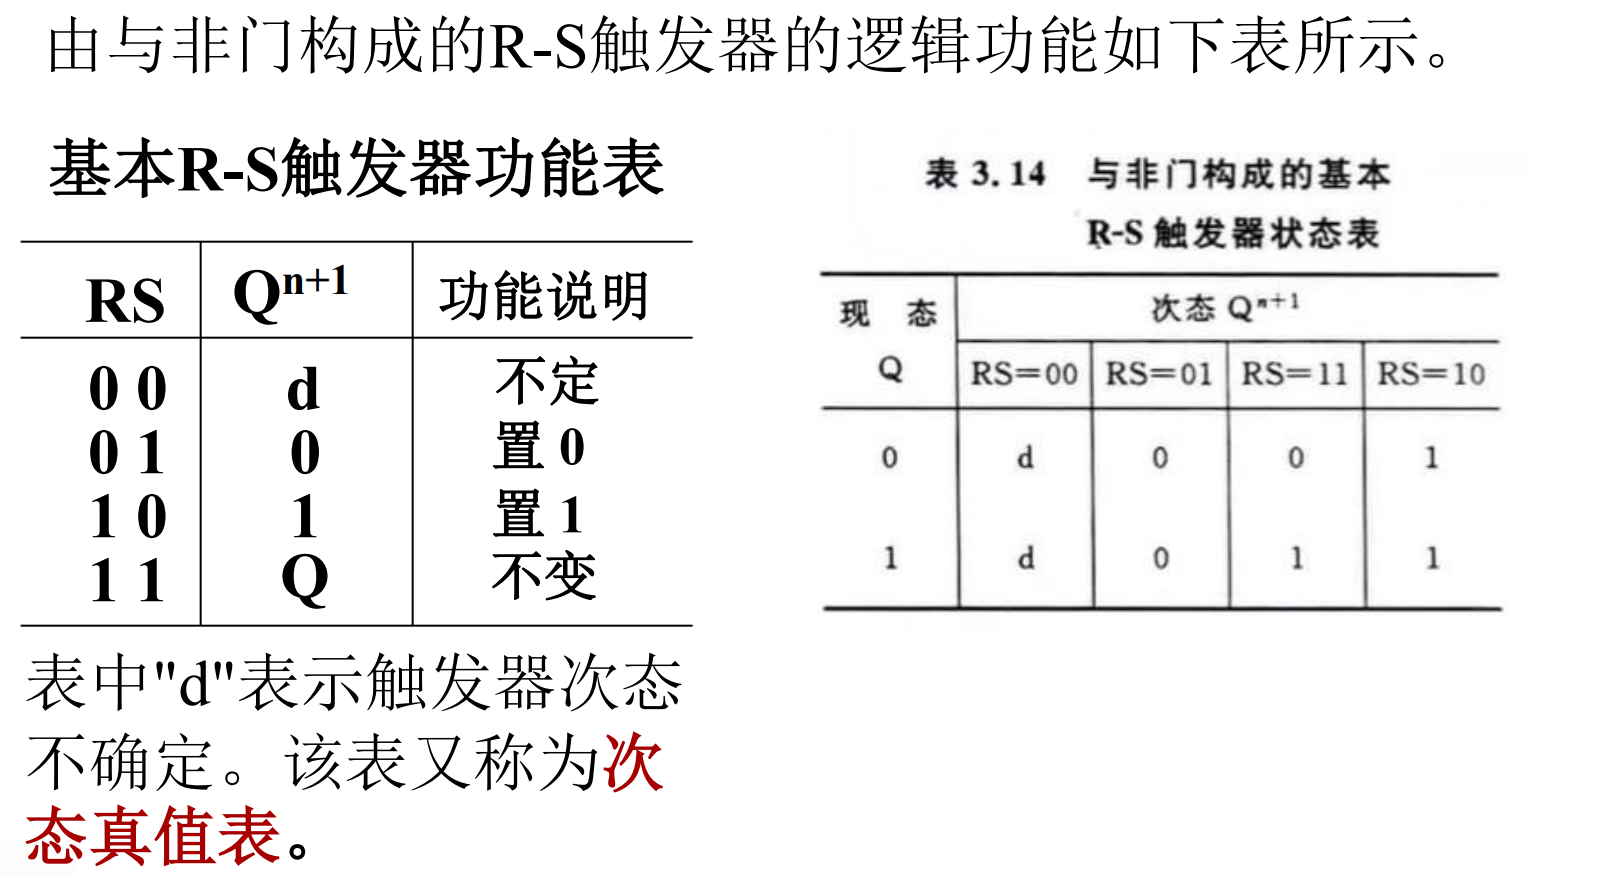 由与非门构成的R-S触发器的逻辑功能如下表所示。
基本R-S触发器功能表
RS Qⁿ⁺¹ 功能说明
0 0 d 不定
0 1 0 置 0
1 0 1 置 1
1 1 Q 不变
表中"d"表示触发器次态
不确定。该表又称为次
态真值表。
表 3.14 与非门构成的基本
R-S 触发器状态表
现 态 次态 Qⁿ⁺¹
Q RS=00 RS=01 RS=11 RS=10
0 d 0 0 1
1 d 0 1 1